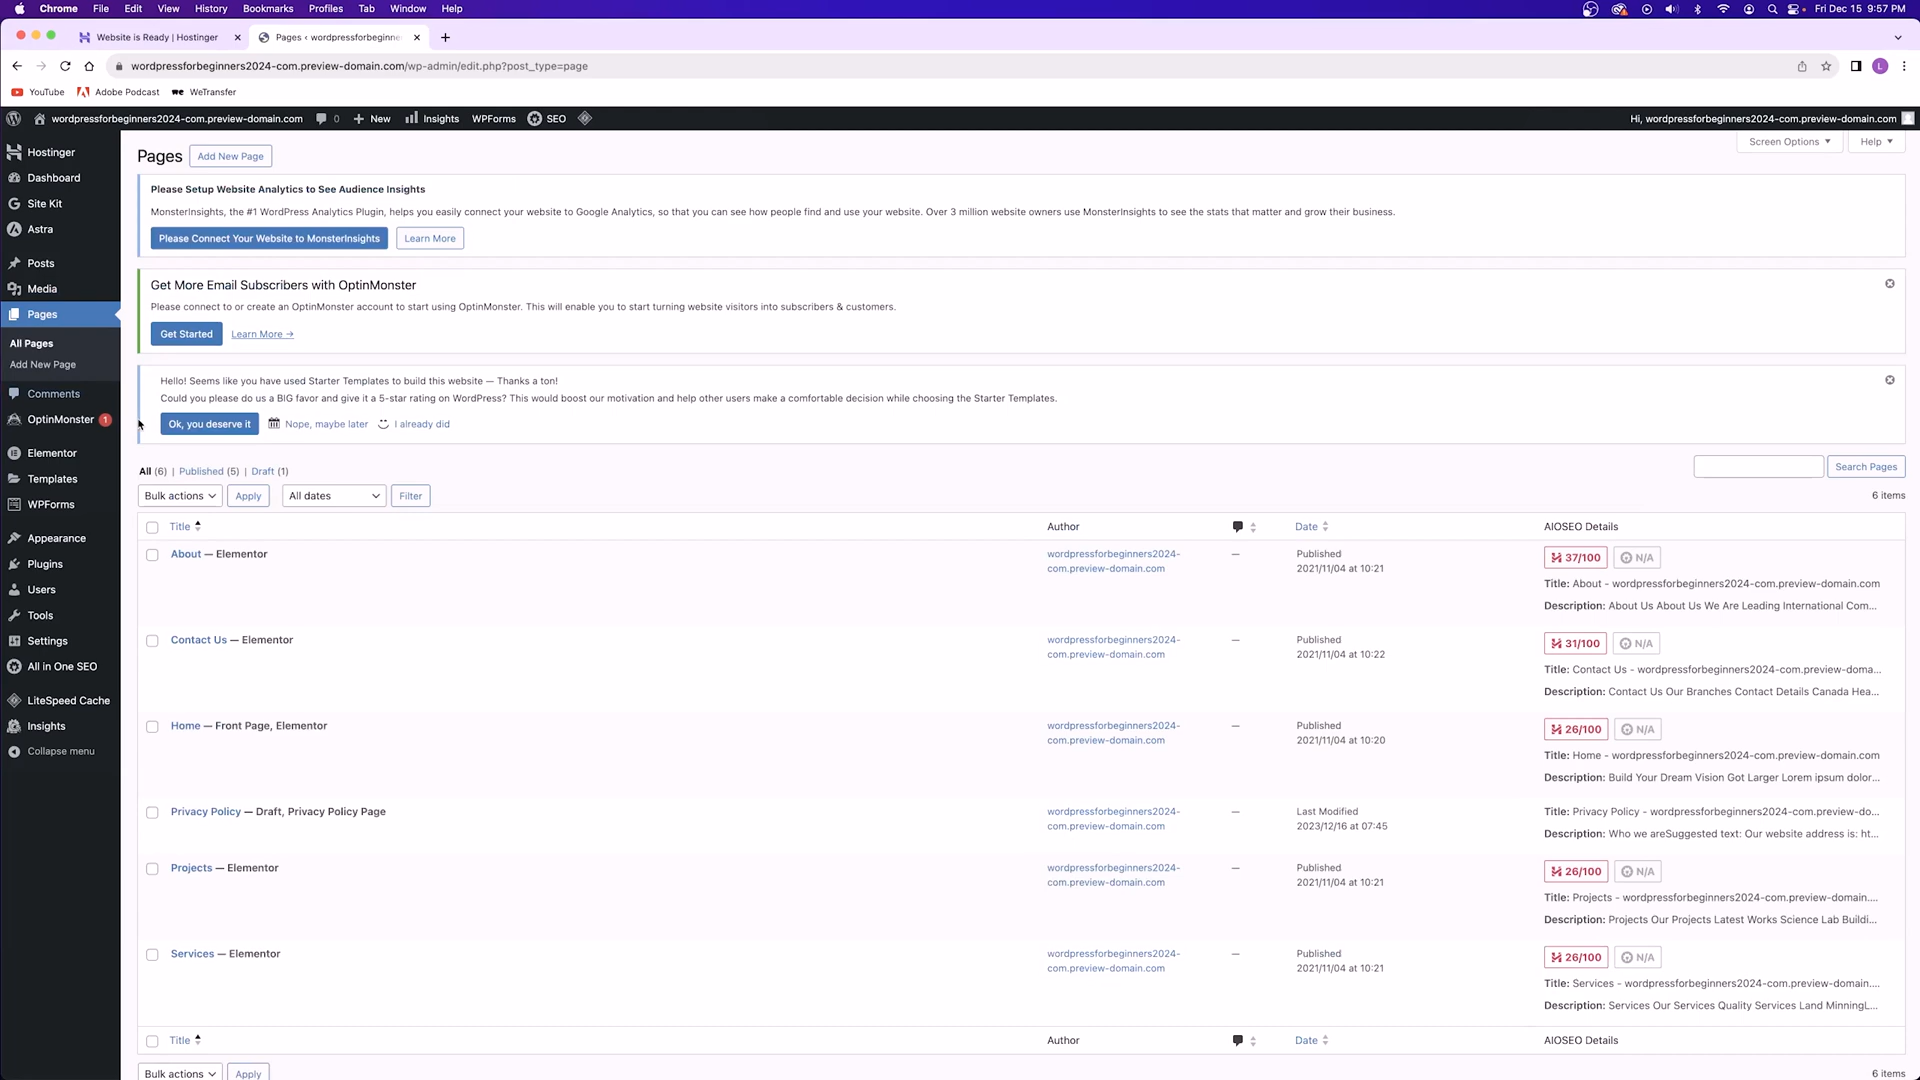 Chrome File Edit View History Bookmarks Profiles Tab Window Help Fri Dec 15 9:57 PM
Website is Ready | Hostinger Pages ‹ wordpressforbeginne
wordpressforbeginners2024-com.preview-domain.com/wp-admin/edit.php?post_type=page L
YouTube Adobe Podcast WeTransfer
wordpressforbeginners2024-com.preview-domain.com 0 New Insights WPForms SEO Hi, wordpressforbeginners2024-com.preview-domain.com
Hostinger
Dashboard
Site Kit
Astra
Posts
Media
Pages
All Pages
Add New Page
Comments
OptinMonster 1
Elementor
Templates
WPForms
Appearance
Plugins
Users
Tools
Settings
All in One SEO
LiteSpeed Cache
Insights
Collapse menu
Pages Add New Page Screen Options Help
Please Setup Website Analytics to See Audience Insights
MonsterInsights, the #1 WordPress Analytics Plugin, helps you easily connect your website to Google Analytics, so that you can see how people find and use your website. Over 3 million website owners use MonsterInsights to see the stats that matter and grow their business.
Please Connect Your Website to MonsterInsights Learn More
Get More Email Subscribers with OptinMonster
Please connect to or create an OptinMonster account to start using OptinMonster. This will enable you to start turning website visitors into subscribers & customers.
Get Started Learn More →
Hello! Seems like you have used Starter Templates to build this website — Thanks a ton!
Could you please do us a BIG favor and give it a 5-star rating on WordPress? This would boost our motivation and help other users make a comfortable decision while choosing the Starter Templates.
Ok, you deserve it Nope, maybe later I already did
All (6) | Published (5) | Draft (1) Search Pages
Bulk actions Apply All dates Filter 6 items
Title Author Date AIOSEO Details
About — Elementor wordpressforbeginners2024- — Published 37/100 N/A
com.preview-domain.com 2021/11/04 at 10:21
Title: About - wordpressforbeginners2024-com.preview-domain.com
Description: About Us About Us We Are Leading International Com...
Contact Us — Elementor wordpressforbeginners2024- — Published 31/100 N/A
com.preview-domain.com 2021/11/04 at 10:22
Title: Contact Us - wordpressforbeginners2024-com.preview-doma...
Description: Contact Us Our Branches Contact Details Canada Hea...
Home — Front Page, Elementor wordpressforbeginners2024- — Published 26/100 N/A
com.preview-domain.com 2021/11/04 at 10:20
Title: Home - wordpressforbeginners2024-com.preview-domain.com
Description: Build Your Dream Vision Got Larger Lorem ipsum dolor...
Privacy Policy — Draft, Privacy Policy Page wordpressforbeginners2024- — Last Modified Title: Privacy Policy - wordpressforbeginners2024-com.preview-do...
com.preview-domain.com 2023/12/16 at 07:45
Description: Who we areSuggested text: Our website address is: ht...
Projects — Elementor wordpressforbeginners2024- — Published 26/100 N/A
com.preview-domain.com 2021/11/04 at 10:21
Title: Projects - wordpressforbeginners2024-com.preview-domain....
Description: Projects Our Projects Latest Works Science Lab Buildi...
Services — Elementor wordpressforbeginners2024- — Published 26/100 N/A
com.preview-domain.com 2021/11/04 at 10:21
Title: Services - wordpressforbeginners2024-com.preview-domain....
Description: Services Our Services Quality Services Land MinningL...
Title Author Date AIOSEO Details
Bulk actions Apply 6 items